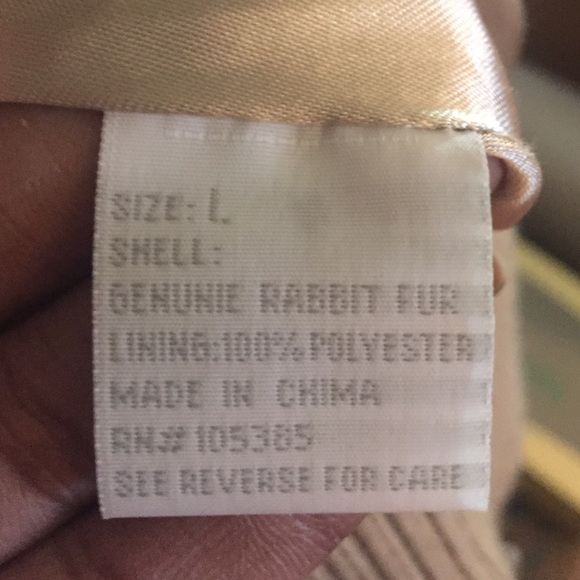 SIZE: L
SHELL:
GENUNIE RABBIT FUR
LINING:100% POLYESTER
MADE IN CHIMA
RN# 105385
SEE REVERSE FOR CARE